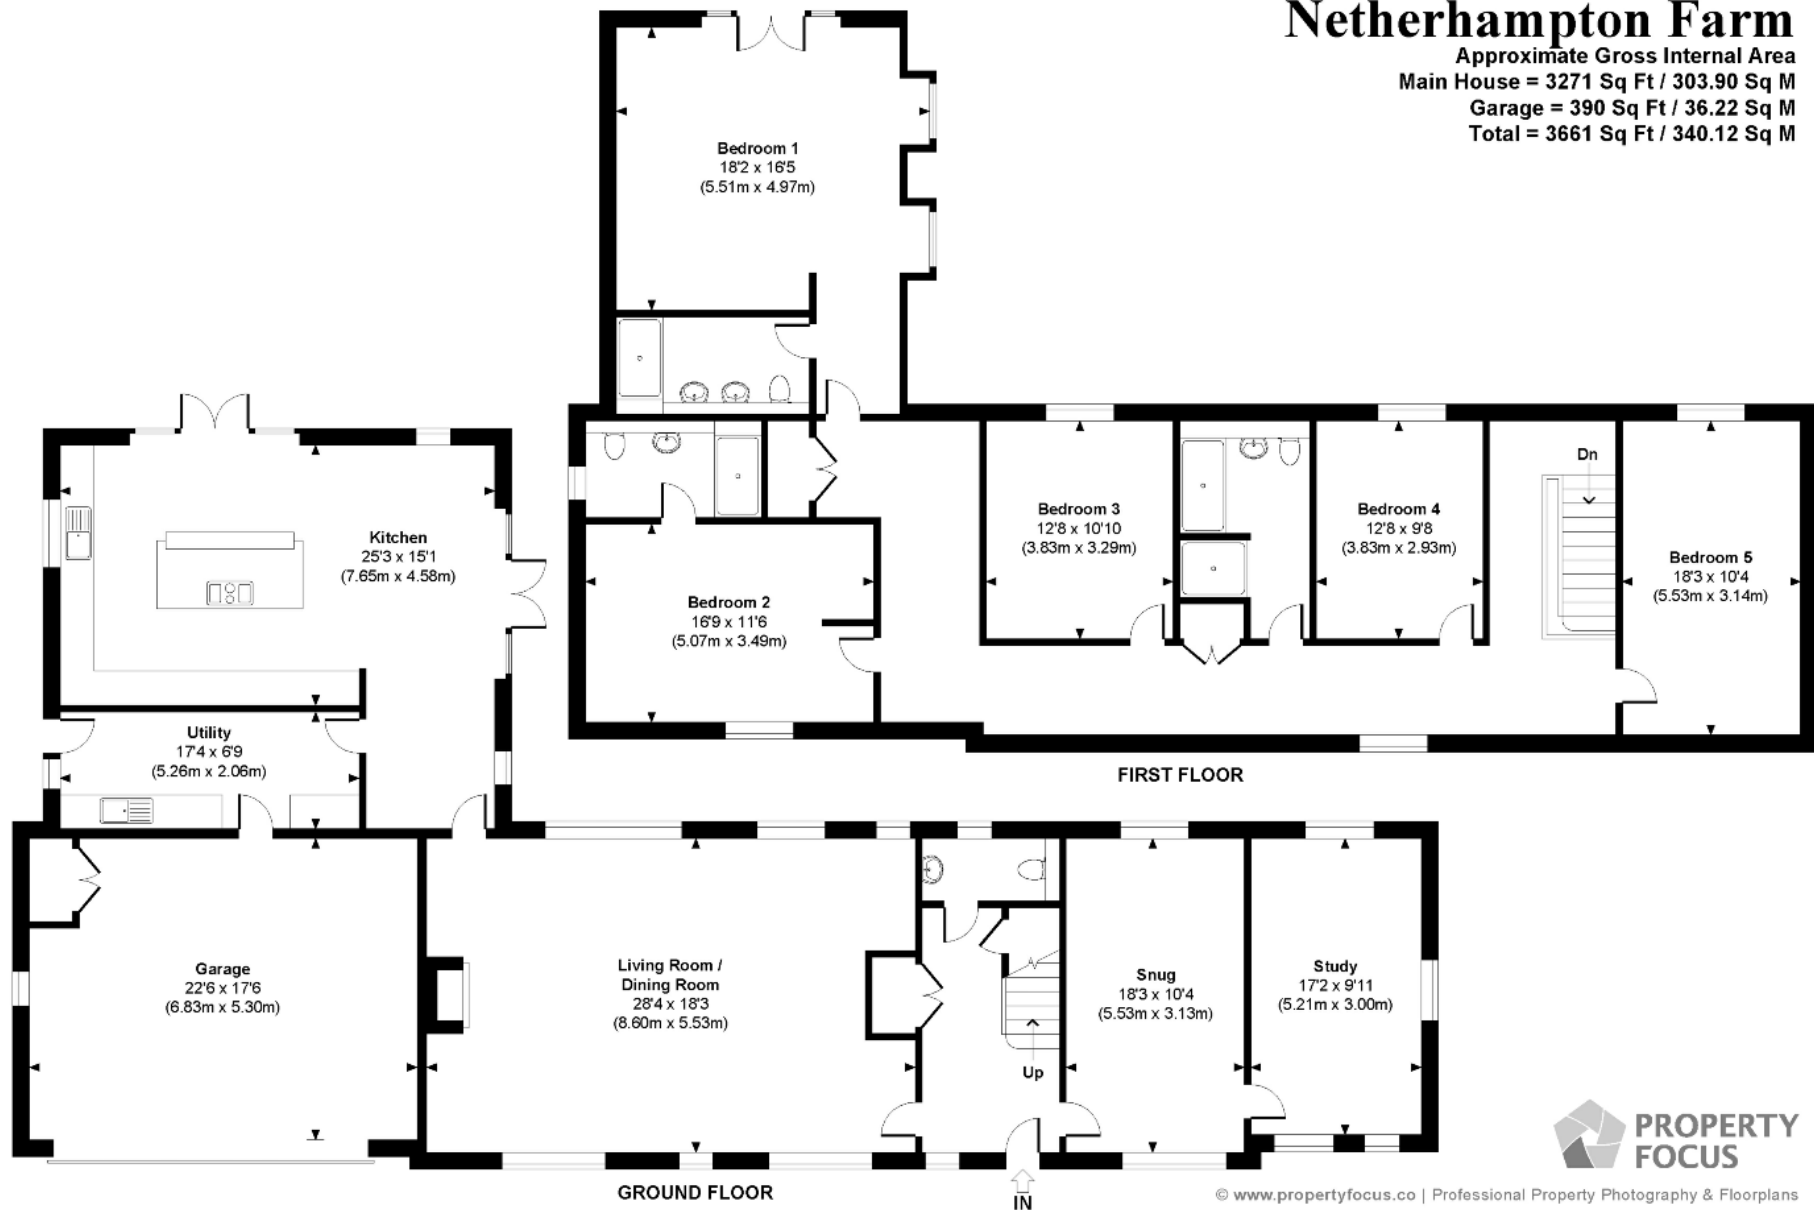 Netherhampton Farm
Approximate Gross Internal Area
Main House = 3271 Sq Ft / 303.90 Sq M
Garage = 390 Sq Ft / 36.22 Sq M
Total = 3661 Sq Ft / 340.12 Sq M
Bedroom 1
18'2 x 16'5
(5.51m x 4.97m)
Bedroom 2
16'9 x 11'6
(5.07m x 3.49m)
Bedroom 3
12'8 x 10'10
(3.83m x 3.29m)
Bedroom 4
12'8 x 9'8
(3.83m x 2.93m)
Dn
Bedroom 5
18'3 x 10'4
(5.53m x 3.14m)
FIRST FLOOR
Kitchen
25'3 x 15'1
(7.65m x 4.58m)
Utility
17'4 x 6'9
(5.26m x 2.06m)
Garage
22'6 x 17'6
(6.83m x 5.30m)
Living Room /
Dining Room
28'4 x 18'3
(8.60m x 5.53m)
Up
Snug
18'3 x 10'4
(5.53m x 3.13m)
Study
17'2 x 9'11
(5.21m x 3.00m)
GROUND FLOOR
IN
PROPERTY
FOCUS
© www.propertyfocus.co | Professional Property Photography & Floorplans